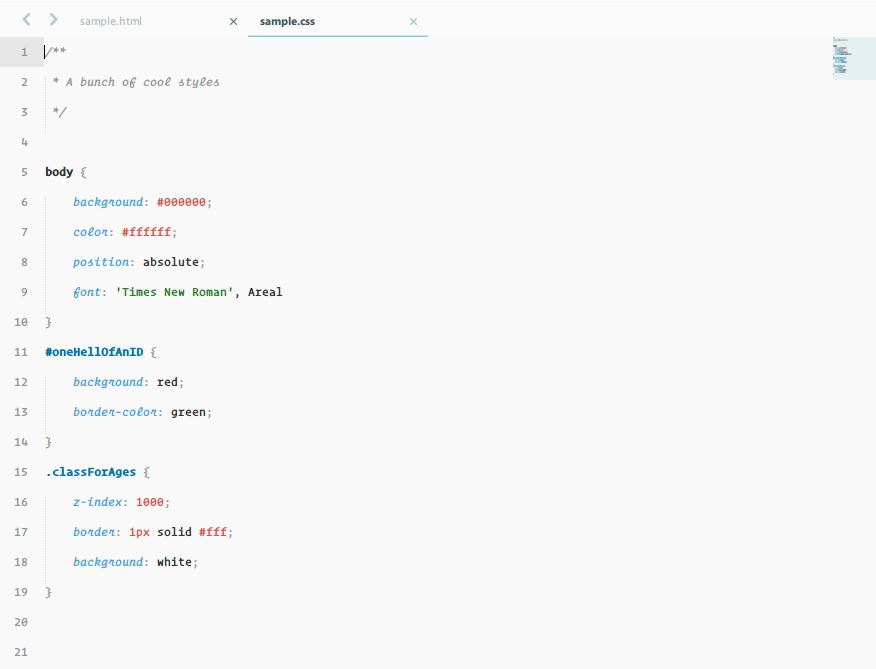 sample.html × sample.css ×
1 /**
2  * A bunch of cool styles
3  */
4
5 body {
6     background: #000000;
7     color: #ffffff;
8     position: absolute;
9     font: 'Times New Roman', Areal
10 }
11 #oneHellOfAnID {
12     background: red;
13     border-color: green;
14 }
15 .classForAges {
16     z-index: 1000;
17     border: 1px solid #fff;
18     background: white;
19 }
20
21